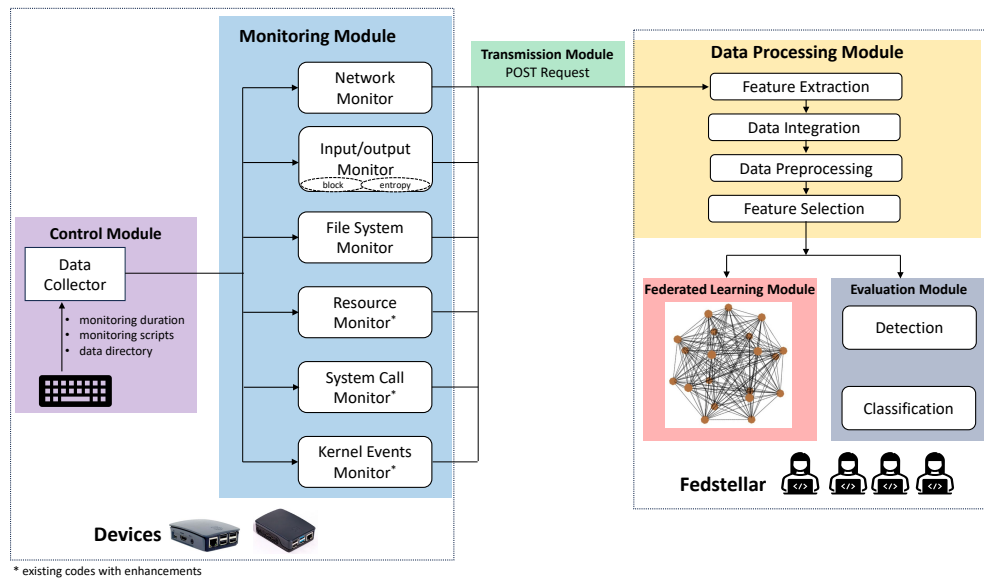 Monitoring Module
Network
Monitor
Input/output
Monitor
block
entropy
File System
Monitor
Resource
Monitor*
System Call
Monitor*
Kernel Events
Monitor*
Control Module
Data
Collector
• monitoring duration
• monitoring scripts
• data directory
Devices
* existing codes with enhancements
Transmission Module
POST Request
Data Processing Module
Feature Extraction
Data Integration
Data Preprocessing
Feature Selection
Federated Learning Module
Evaluation Module
Detection
Classification
Fedstellar